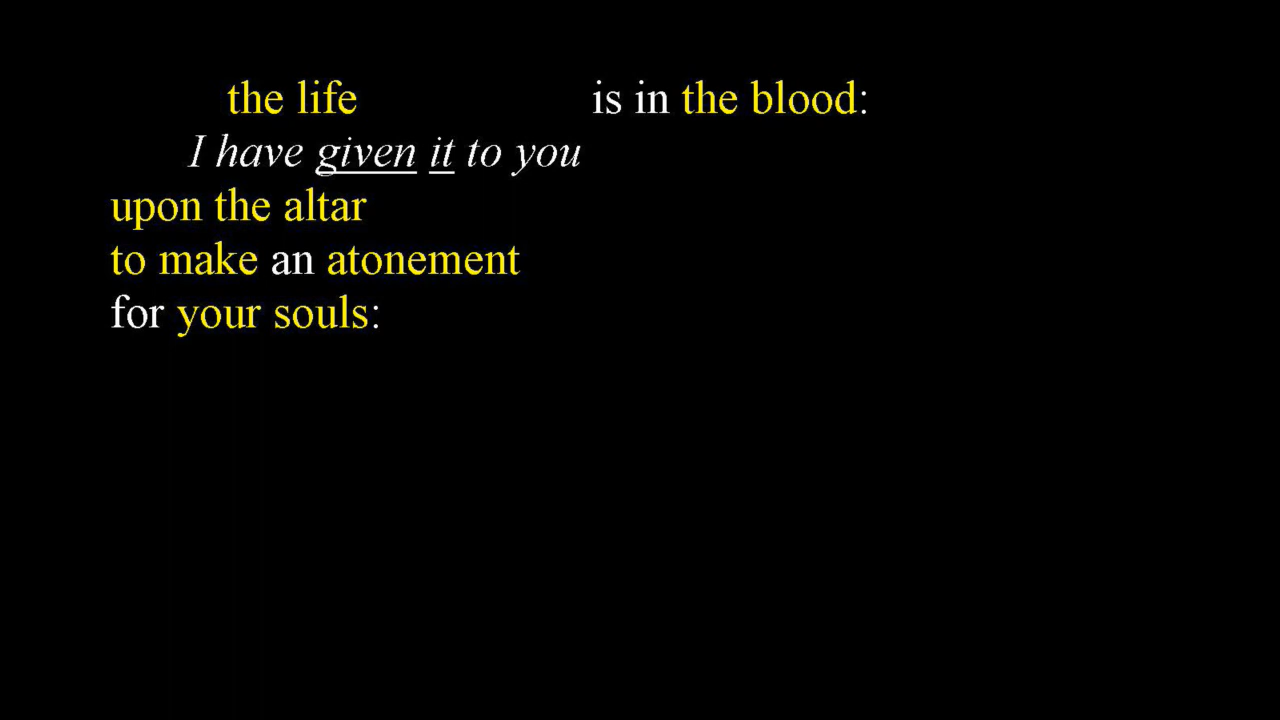 the life is in the blood:
I have given it to you
upon the altar
to make an atonement
for your souls: